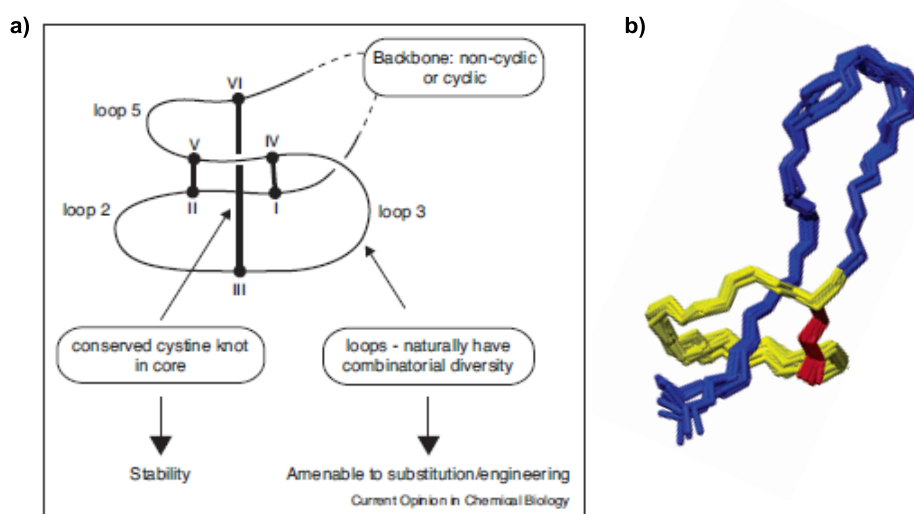 a)
b)
Backbone: non-cyclic
or cyclic
VI
loop 5
V
IV
II
I
loop 2
loop 3
III
conserved cystine knot
in core
loops - naturally have
combinatorial diversity
Stability
Amenable to substitution/engineering
Current Opinion in Chemical Biology